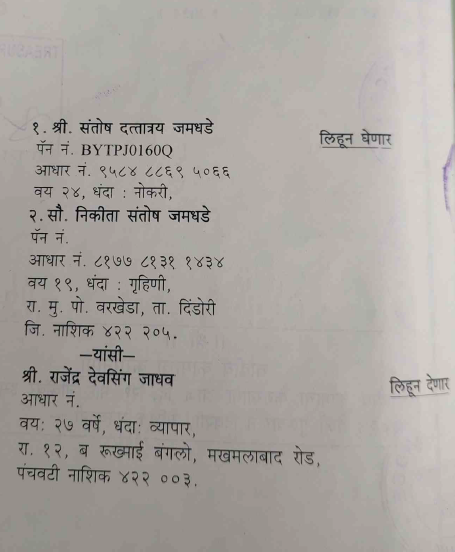 १. श्री. संतोष दत्तात्रय जमधडे
लिहून घेणार
पॅन नं. BYTPJ0160Q
आधार नं. ९५८४ ८८६९ ५०६६
वय २४, धंदा : नोकरी,
२. सौ. निकीता संतोष जमधडे
पॅन नं.
आधार नं. ८१७७ ८१३१ १४३४
वय १९, धंदा : गृहिणी,
रा. मु. पो. वरखेडा, ता. दिंडोरी
जि. नाशिक ४२२ २०५.
—यांसी—
श्री. राजेंद्र देवसिंग जाधव
लिहून देणार
आधार नं.
वय: २७ वर्षे, धंदा: व्यापार,
रा. १२, ब रूख्माई बंगलो, मखमलाबाद रोड,
पंचवटी नाशिक ४२२ ००३.